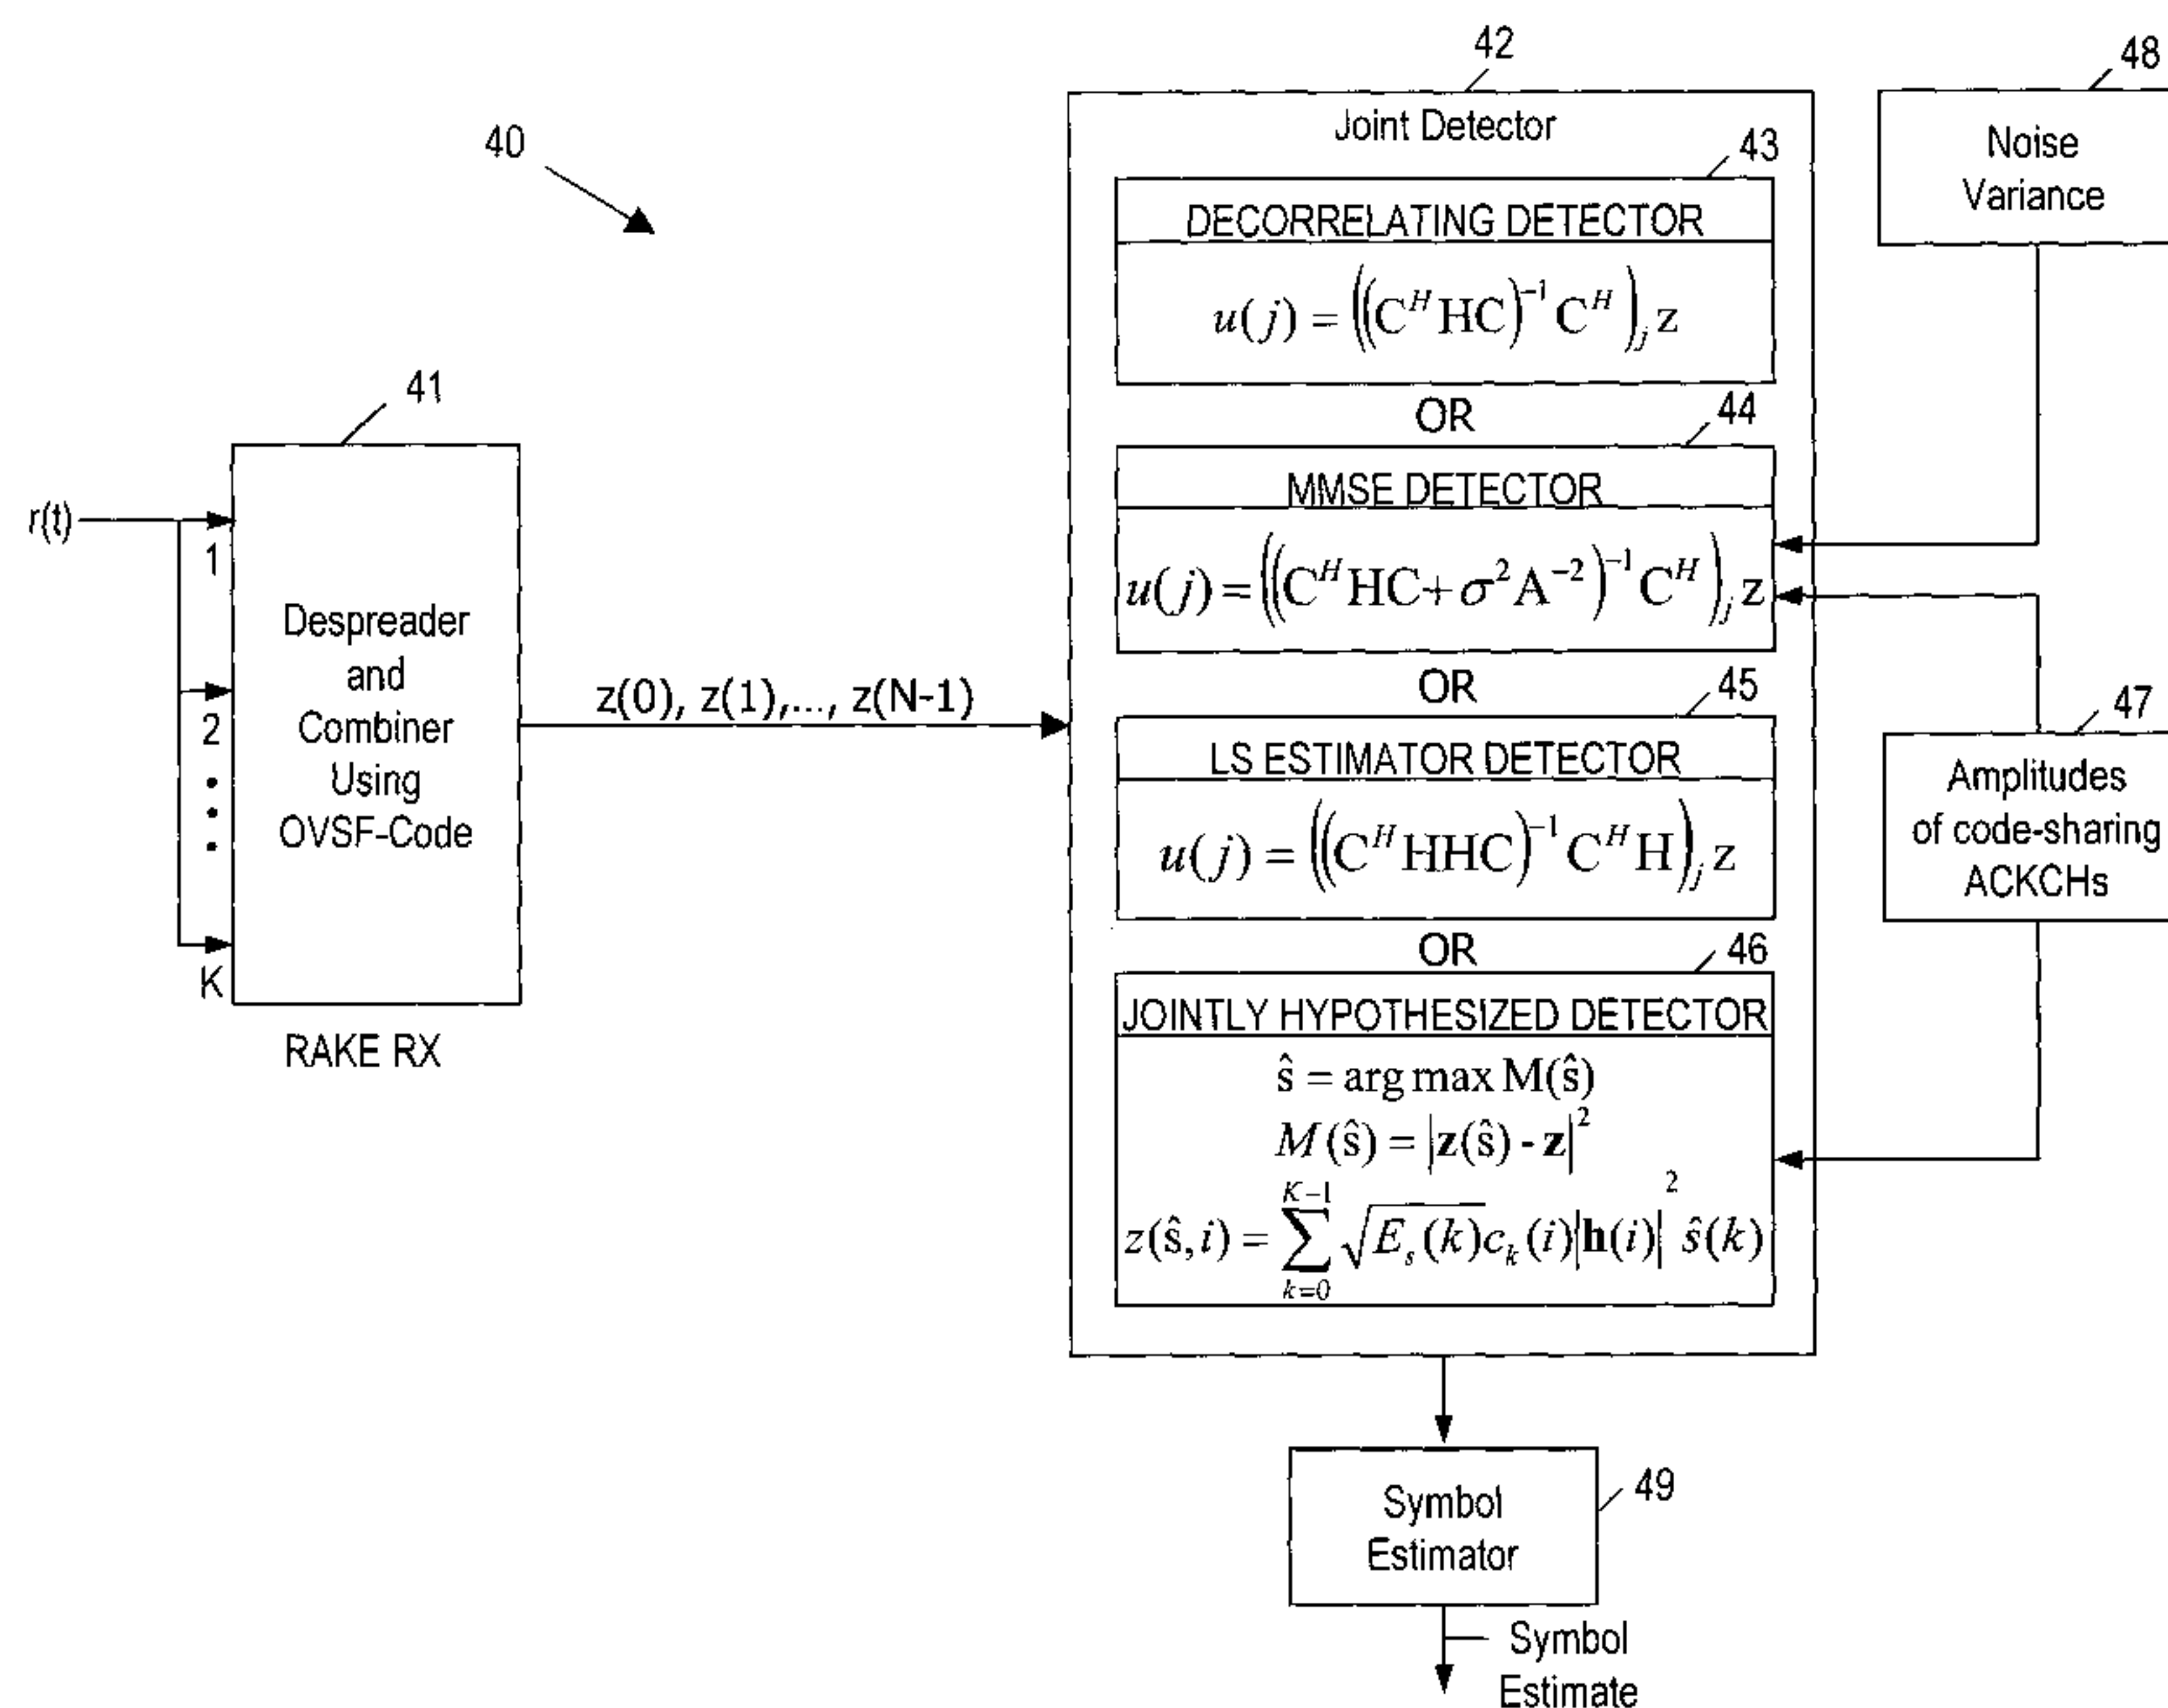 40
41
r(t)
1
2
K
Despreader
and
Combiner
Using
OVSF-Code
RAKE RX
z(0), z(1),..., z(N-1)
42
Joint Detector
43
DECORRELATING DETECTOR
u(j) = ((C^H HC)^-1 C^H)_j z
OR
44
MMSE DETECTOR
u(j) = ((C^H HC + σ^2 A^-2)^-1 C^H)_j z
OR
45
LS ESTIMATOR DETECTOR
u(j) = ((C^H HHC)^-1 C^H H)_j z
OR
46
JOINTLY HYPOTHESIZED DETECTOR
ŝ = arg max M(ŝ)
M(ŝ) = |z(ŝ) - z|^2
z(ŝ, i) = ∑_{k=0}^{K-1} √E_s(k) c_k(i) |h(i)|^2 ŝ(k)
48
Noise
Variance
47
Amplitudes
of code-sharing
ACKCHs
49
Symbol
Estimator
Symbol
Estimate